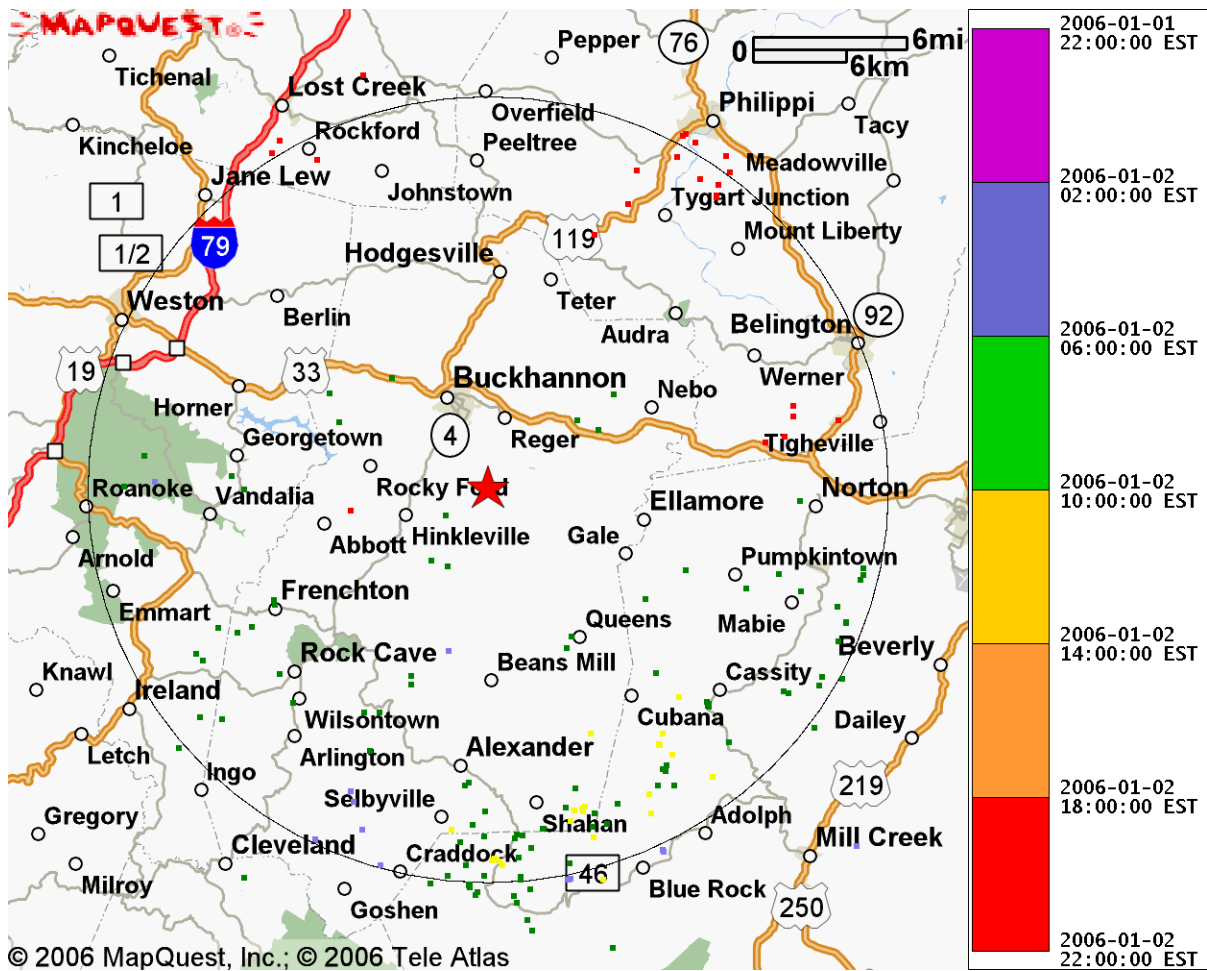 MAPQUEST®
Pepper
76
0
6mi
6km
2006-01-01
22:00:00 EST
Tichenal
Lost Creek
Overfield
Philippi
Tacy
Kincheloe
Rockford
Peeltree
Meadowville
2006-01-02
02:00:00 EST
1
Jane Lew
Johnstown
Tygart Junction
1/2
79
119
Mount Liberty
Hodgesville
Weston
Berlin
Teter
Audra
Belington
92
2006-01-02
06:00:00 EST
19
33
Buckhannon
Nebo
Werner
Horner
4
Reger
Georgetown
Tigheville
Roanoke
Vandalia
Rocky Ford
Ellamore
Norton
2006-01-02
10:00:00 EST
Arnold
Abbott
Hinkleville
Gale
Pumpkintown
Emmart
Frenchton
Queens
Mabie
Beverly
2006-01-02
14:00:00 EST
Knawl
Rock Cave
Beans Mill
Cassity
Ireland
Wilsontown
Cubana
Dailey
Letch
Arlington
Alexander
Ingo
219
2006-01-02
18:00:00 EST
Gregory
Selbyville
Shahan
Adolph
Mill Creek
Cleveland
Craddock
46
Milroy
Goshen
Blue Rock
250
© 2006 MapQuest, Inc.; © 2006 Tele Atlas
2006-01-02
22:00:00 EST